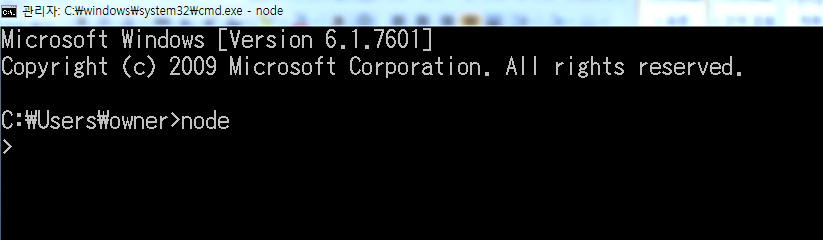 관리자: C:₩windows₩system32₩cmd.exe - node
Microsoft Windows [Version 6.1.7601]
Copyright (c) 2009 Microsoft Corporation. All rights reserved.
C:₩Users₩owner>node
>